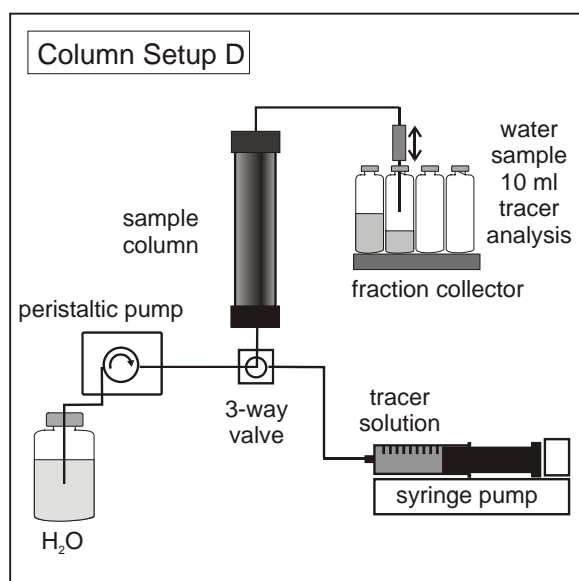 Column Setup D
water
sample
10 ml
tracer
analysis
sample
column
fraction collector
peristaltic pump
3-way
valve
tracer
solution
syringe pump
H₂O